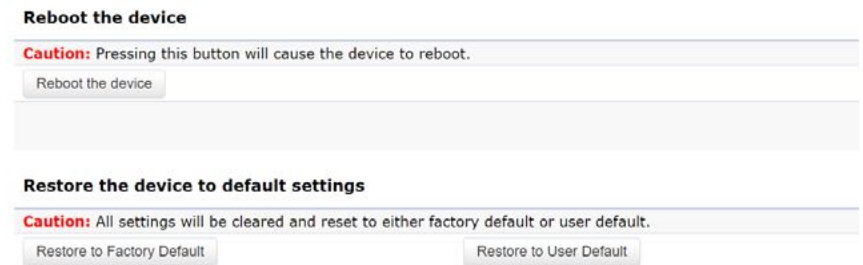 Reboot the device
Caution: Pressing this button will cause the device to reboot.
Reboot the device
Restore the device to default settings
Caution: All settings will be cleared and reset to either factory default or user default.
Restore to Factory Default Restore to User Default